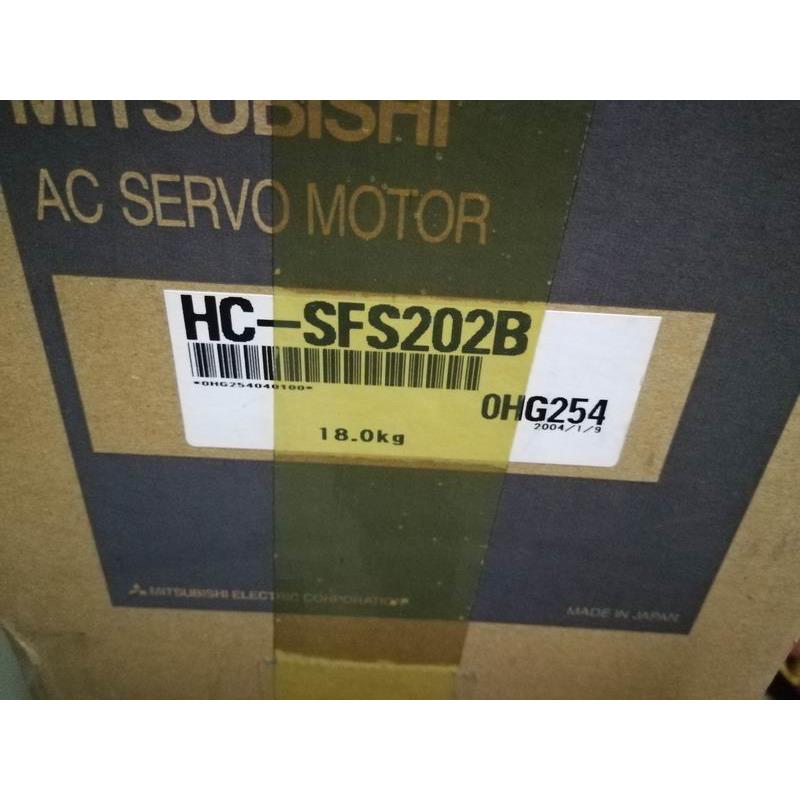 MITSUBISHI
AC SERVO MOTOR
HC-SFS202B
*0HG254040100*
0HG254
2004/1/9
18.0kg
MITSUBISHI ELECTRIC CORPORATION
MADE IN JAPAN